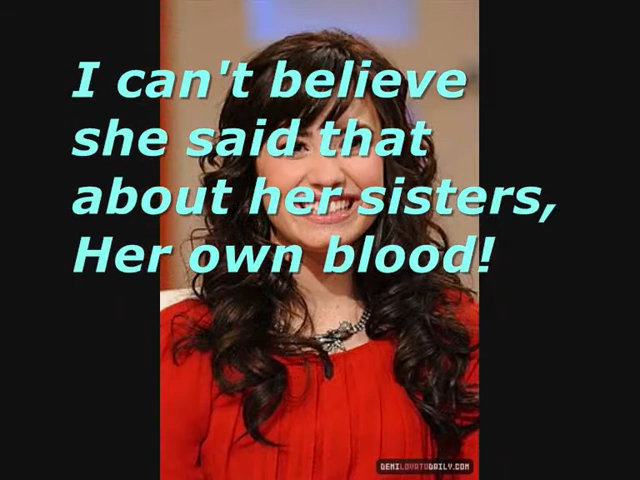 I can't believe
she said that
about her sisters,
Her own blood!
DEMILOVATODAILY.COM